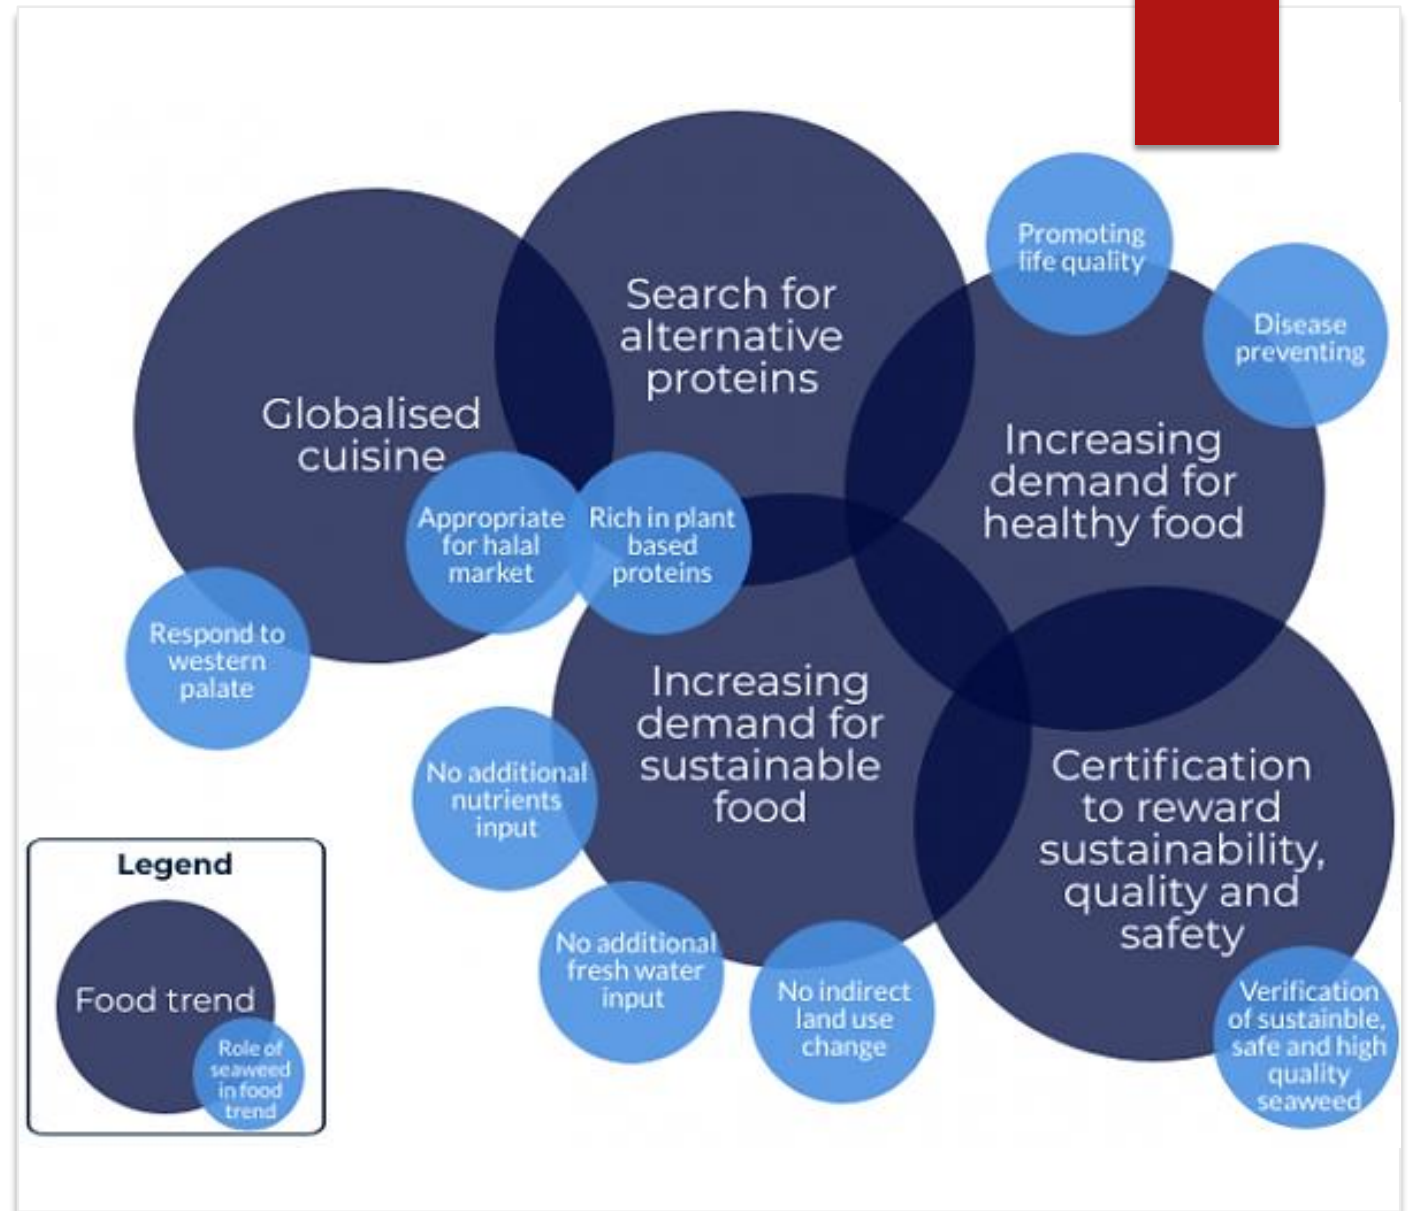 Search for
alternative
proteins
Globalised
cuisine
Promoting
life quality
Disease
preventing
Increasing
demand for
healthy food
Appropriate
for halal
market
Rich in plant
based
proteins
Respond to
western
palate
Increasing
demand for
sustainable
food
No additional
nutrients
input
No additional
fresh water
input
No indirect
land use
change
Certification
to reward
sustainability,
quality and
safety
Verification
of sustainble,
safe and high
quality
seaweed
Legend
Food trend
Role of
seaweed
in food
trend